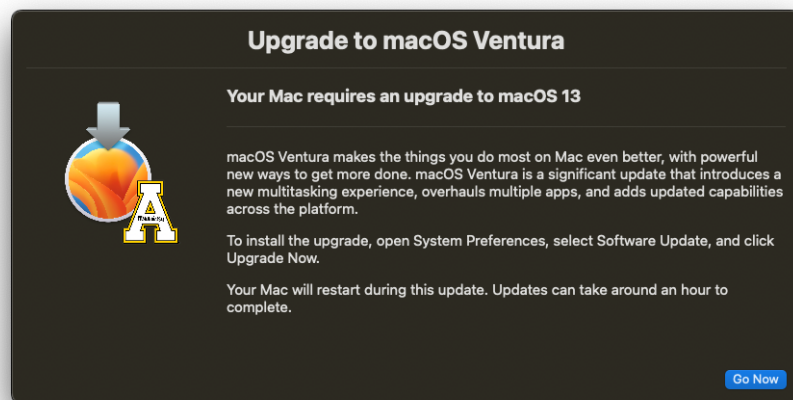 Upgrade to macOS Ventura
Your Mac requires an upgrade to macOS 13
macOS Ventura makes the things you do most on Mac even better, with powerful
new ways to get more done. macOS Ventura is a significant update that introduces a
new multitasking experience, overhauls multiple apps, and adds updated capabilities
across the platform.
To install the upgrade, open System Preferences, select Software Update, and click
Upgrade Now.
Your Mac will restart during this update. Updates can take around an hour to
complete.
A
Go Now